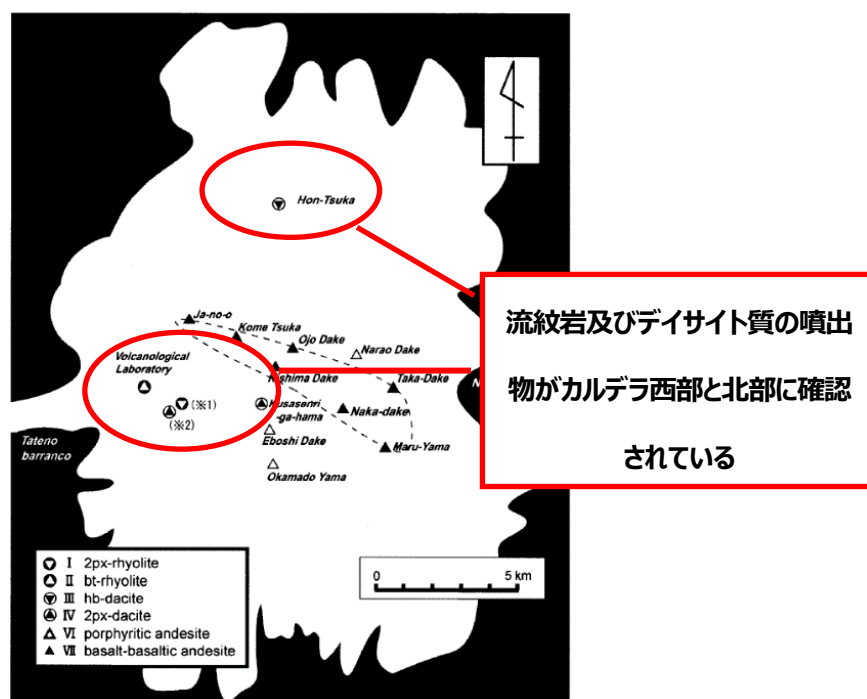 Hon-Tsuka
Ja-no-o
Kome Tsuka
Ojo Dake
Narao Dake
Volcanological
Laboratory
Kishima Dake
Taka-Dake
N
(※1)
(※2)
Kusasenri
-ga-hama
Naka-dake
Eboshi Dake
Maru-Yama
Tateno
barranco
Okamado Yama
流紋岩及びデイサイト質の噴出
物がカルデラ西部と北部に確認
されている
I 2px-rhyolite
II bt-rhyolite
III hb-dacite
IV 2px-dacite
VI porphyritic andesite
VII basalt-basaltic andesite
0 5 km